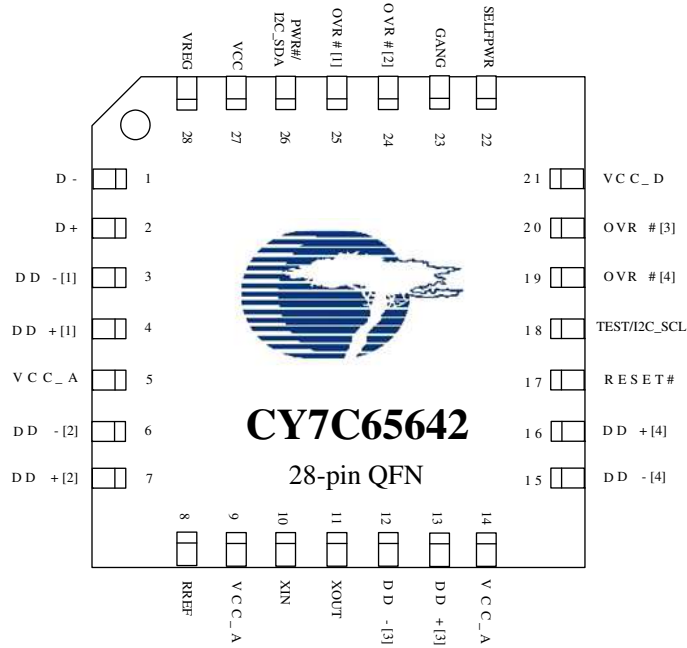 VREG
VCC
PWR#/
I2C_SDA
OVR # [1]
OVR # [2]
GANG
SELFPWR
28
27
26
25
24
23
22
D - 1
D + 2
DD - [1] 3
DD + [1] 4
VCC_A 5
DD - [2] 6
DD + [2] 7
21 VCC_D
20 OVR # [3]
19 OVR # [4]
18 TEST/I2C_SCL
17 RESET#
16 DD + [4]
15 DD - [4]
CY7C65642
28-pin QFN
8
9
10
11
12
13
14
RREF
VCC_A
XIN
XOUT
DD - [3]
DD + [3]
VCC_A